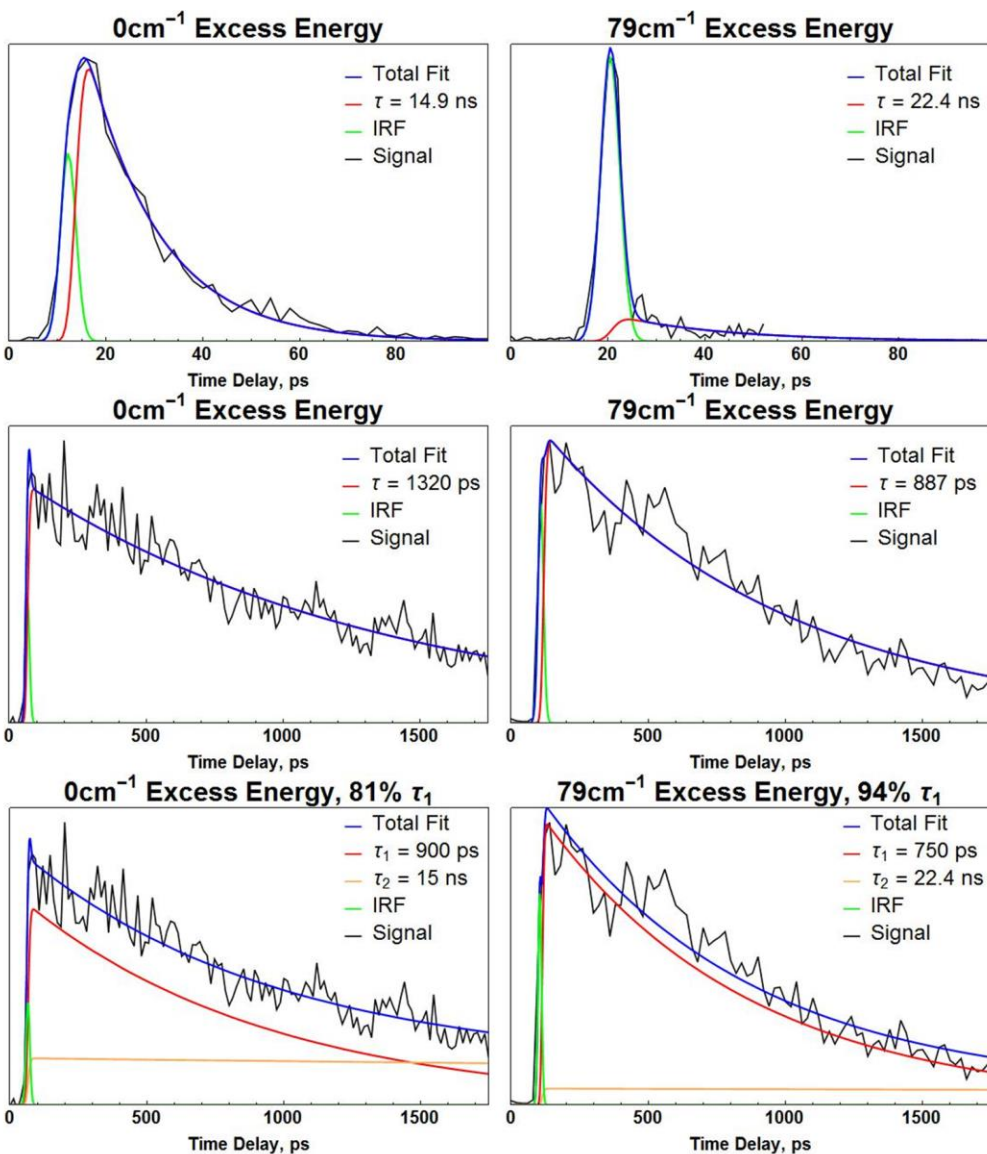 0cm⁻¹ Excess Energy
Total Fit
τ = 14.9 ns
IRF
Signal
0 20 40 60 80
Time Delay, ps
79cm⁻¹ Excess Energy
Total Fit
τ = 22.4 ns
IRF
Signal
0 20 40 60 80
Time Delay, ps
0cm⁻¹ Excess Energy
Total Fit
τ = 1320 ps
IRF
Signal
0 500 1000 1500
Time Delay, ps
79cm⁻¹ Excess Energy
Total Fit
τ = 887 ps
IRF
Signal
0 500 1000 1500
Time Delay, ps
0cm⁻¹ Excess Energy, 81% τ₁
Total Fit
τ₁ = 900 ps
τ₂ = 15 ns
IRF
Signal
0 500 1000 1500
Time Delay, ps
79cm⁻¹ Excess Energy, 94% τ₁
Total Fit
τ₁ = 750 ps
τ₂ = 22.4 ns
IRF
Signal
0 500 1000 1500
Time Delay, ps